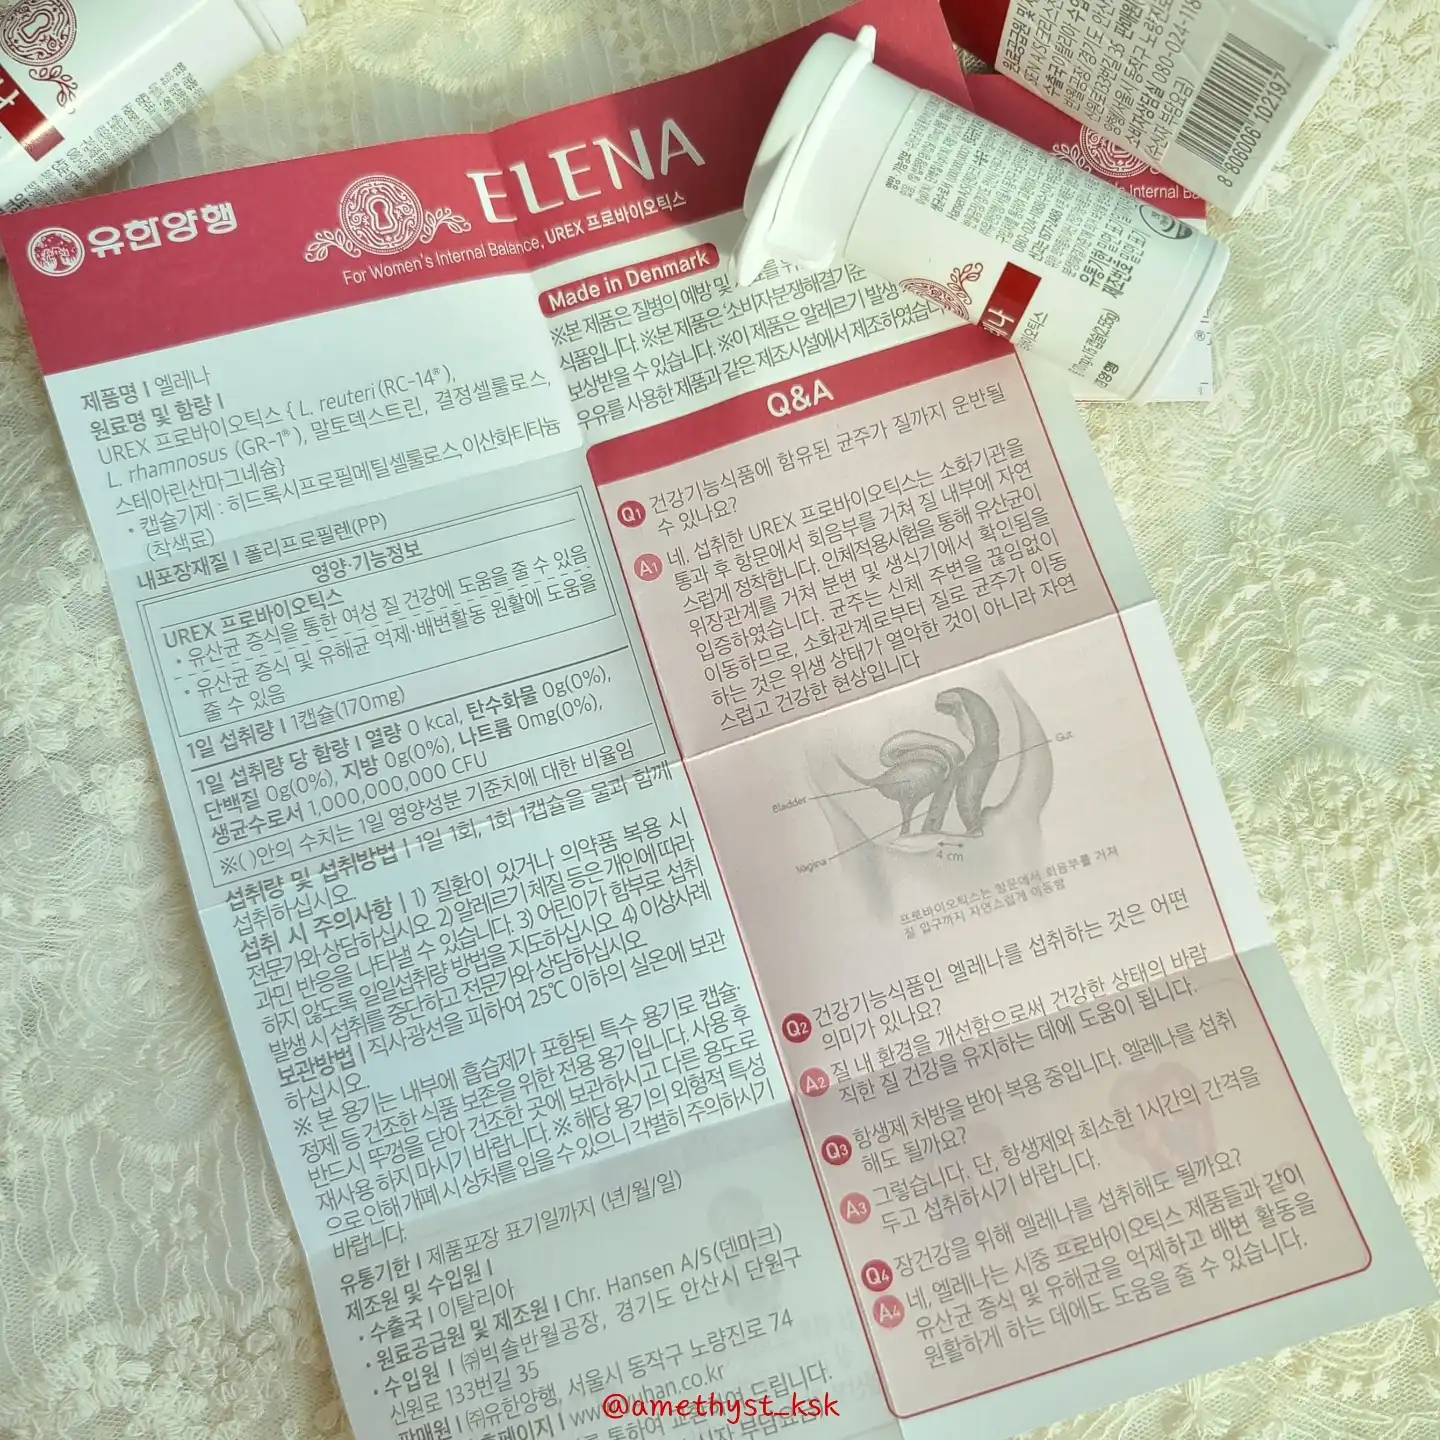 유한양행
ELENA
For Women's Internal Balance, UREX 프로바이오틱스
제품명 | 엘레나
원료명 및 함량 |
UREX 프로바이오틱스 { L. reuteri (RC-14®),
L. rhamnosus (GR-1®), 말토덱스트린, 결정셀룰로스,
스테아린산마그네슘}
• 캡슐기제 : 히드록시프로필메틸셀룰로스, 이산화티타늄
(착색료)
내포장재질 | 폴리프로필렌(PP)
영양·기능정보
UREX 프로바이오틱스
• 유산균 증식을 통한 여성 질 건강에 도움을 줄 수 있음
• 유산균 증식 및 유해균 억제·배변활동 원활에 도움을
줄 수 있음
1일 섭취량 | 1캡슐(170mg)
1일 섭취량 당 함량 | 열량 0 kcal, 탄수화물 0g(0%),
단백질 0g(0%), 지방 0g(0%), 나트륨 0mg(0%),
생균수로서 1,000,000,000 CFU
※( )안의 수치는 1일 영양성분 기준치에 대한 비율임
섭취량 및 섭취방법 | 1일 1회, 1회 1캡슐을 물과 함께
섭취하십시오.
섭취 시 주의사항 | 1) 질환이 있거나 의약품 복용 시
전문가와 상담하십시오 2) 알레르기 체질 등은 개인에 따라
과민 반응을 나타낼 수 있습니다. 3) 어린이가 함부로 섭취
하지 않도록 일일섭취량 방법을 지도하십시오 4) 이상사례
발생 시 섭취를 중단하고 전문가와 상담하십시오
보관방법 | 직사광선을 피하여 25℃ 이하의 실온에 보관
하십시오.
※ 본 용기는 내부에 흡습제가 포함된 특수 용기로 캡슐·
정제 등 건조한 식품 보존을 위한 전용 용기입니다. 사용 후
반드시 뚜껑을 닫아 건조한 곳에 보관하시고 다른 용도로
재사용 하지 마시기 바랍니다. ※ 해당 용기의 외형적 특성
으로 인해 개폐 시 상처를 입을 수 있으니 각별히 주의하시기
바랍니다.
유통기한 | 제품포장 표기일까지 (년/월/일)
제조원 및 수입원 |
• 수출국 | 이탈리아
• 원료공급원 및 제조원 | Chr. Hansen A/S (덴마크)
• 수입원 | ㈜빅솔반월공장, 경기도 안산시 단원구
신원로 133번길 35
판매원 | ㈜유한양행, 서울시 동작구 노량진로 74
홈페이지 | www.yuhan.co.kr
Made in Denmark
※본 제품은 질병의 예방 및
식품입니다. ※본 제품은 '소비자분쟁해결기준
보상받을 수 있습니다. ※이 제품은 알레르기 발생
우유를 사용한 제품과 같은 제조시설에서 제조하였습니
Q&A
Q1 건강기능식품에 함유된 균주가 질까지 운반될
수 있나요?
A1 네, 섭취한 UREX 프로바이오틱스는 소화기관을
통과 후 항문에서 회음부를 거쳐 질 내부에 자연
스럽게 정착합니다. 인체적용시험을 통해 유산균이
위장관계를 거쳐 분변 및 생식기에서 확인됨을
입증하였습니다. 균주는 신체 주변을 끊임없이
이동하므로, 소화관계로부터 질로 균주가 이동
하는 것은 위생 상태가 열악한 것이 아니라 자연
스럽고 건강한 현상입니다
Gut
Bladder
Vagina
4 cm
프로바이오틱스는 항문에서 회음부를 거쳐
질 입구까지 자연스럽게 이동함
Q2 건강기능식품인 엘레나를 섭취하는 것은 어떤
의미가 있나요?
A2 질 내 환경을 개선함으로써 건강한 상태의 바람
직한 질 건강을 유지하는 데에 도움이 됩니다.
Q3 항생제 처방을 받아 복용 중입니다. 엘레나를 섭취
해도 될까요?
A3 그렇습니다. 단, 항생제와 최소한 1시간의 간격을
두고 섭취하시기 바랍니다.
Q4 장건강을 위해 엘레나를 섭취해도 될까요?
A4 네, 엘레나는 시중 프로바이오틱스 제품들과 같이
유산균 증식 및 유해균을 억제하고 배변 활동을
원활하게 하는 데에도 도움을 줄 수 있습니다.
8 806006 102197
@amethyst_ksk